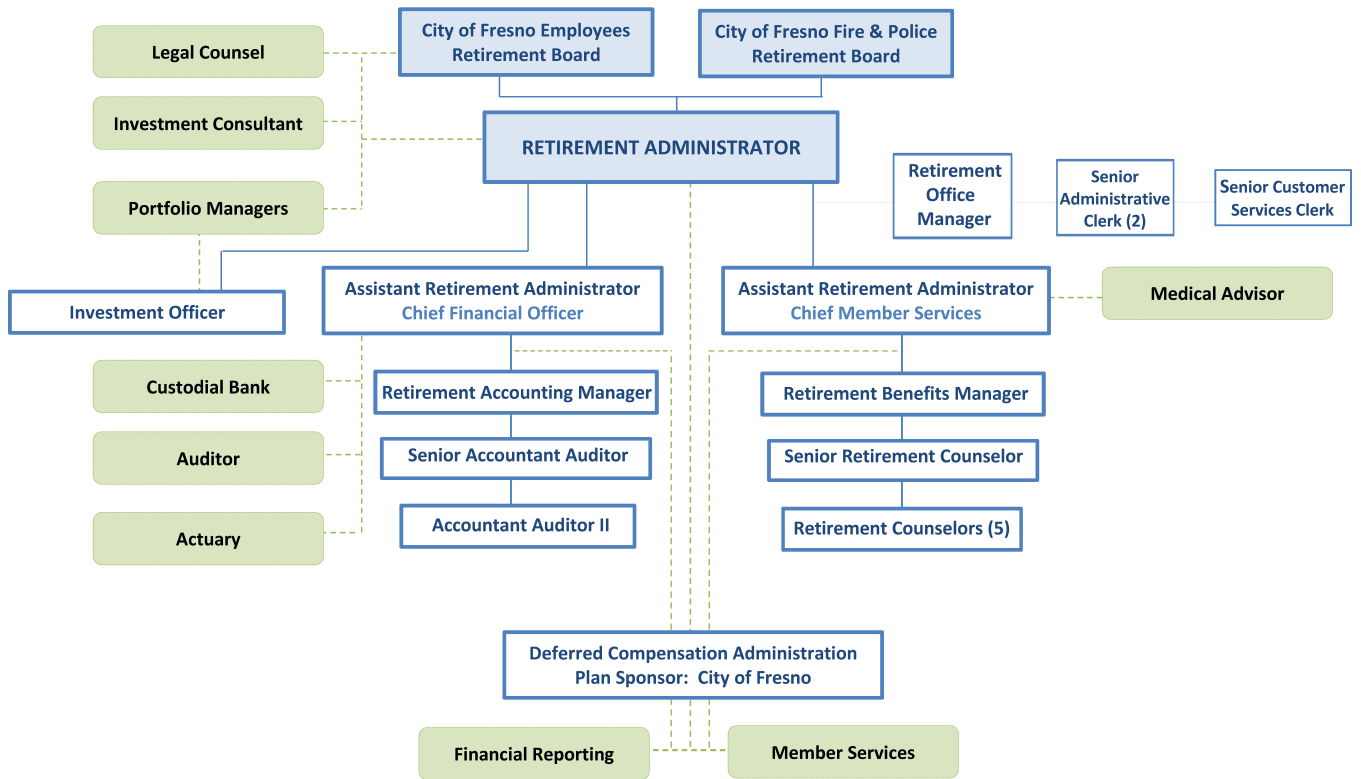 City of Fresno Employees
Retirement Board
City of Fresno Fire & Police
Retirement Board
Legal Counsel
Investment Consultant
Portfolio Managers
RETIREMENT ADMINISTRATOR
Retirement
Office
Manager
Senior
Administrative
Clerk (2)
Senior Customer
Services Clerk
Investment Officer
Assistant Retirement Administrator
Chief Financial Officer
Assistant Retirement Administrator
Chief Member Services
Medical Advisor
Custodial Bank
Auditor
Actuary
Retirement Accounting Manager
Senior Accountant Auditor
Accountant Auditor II
Retirement Benefits Manager
Senior Retirement Counselor
Retirement Counselors (5)
Deferred Compensation Administration
Plan Sponsor: City of Fresno
Financial Reporting
Member Services